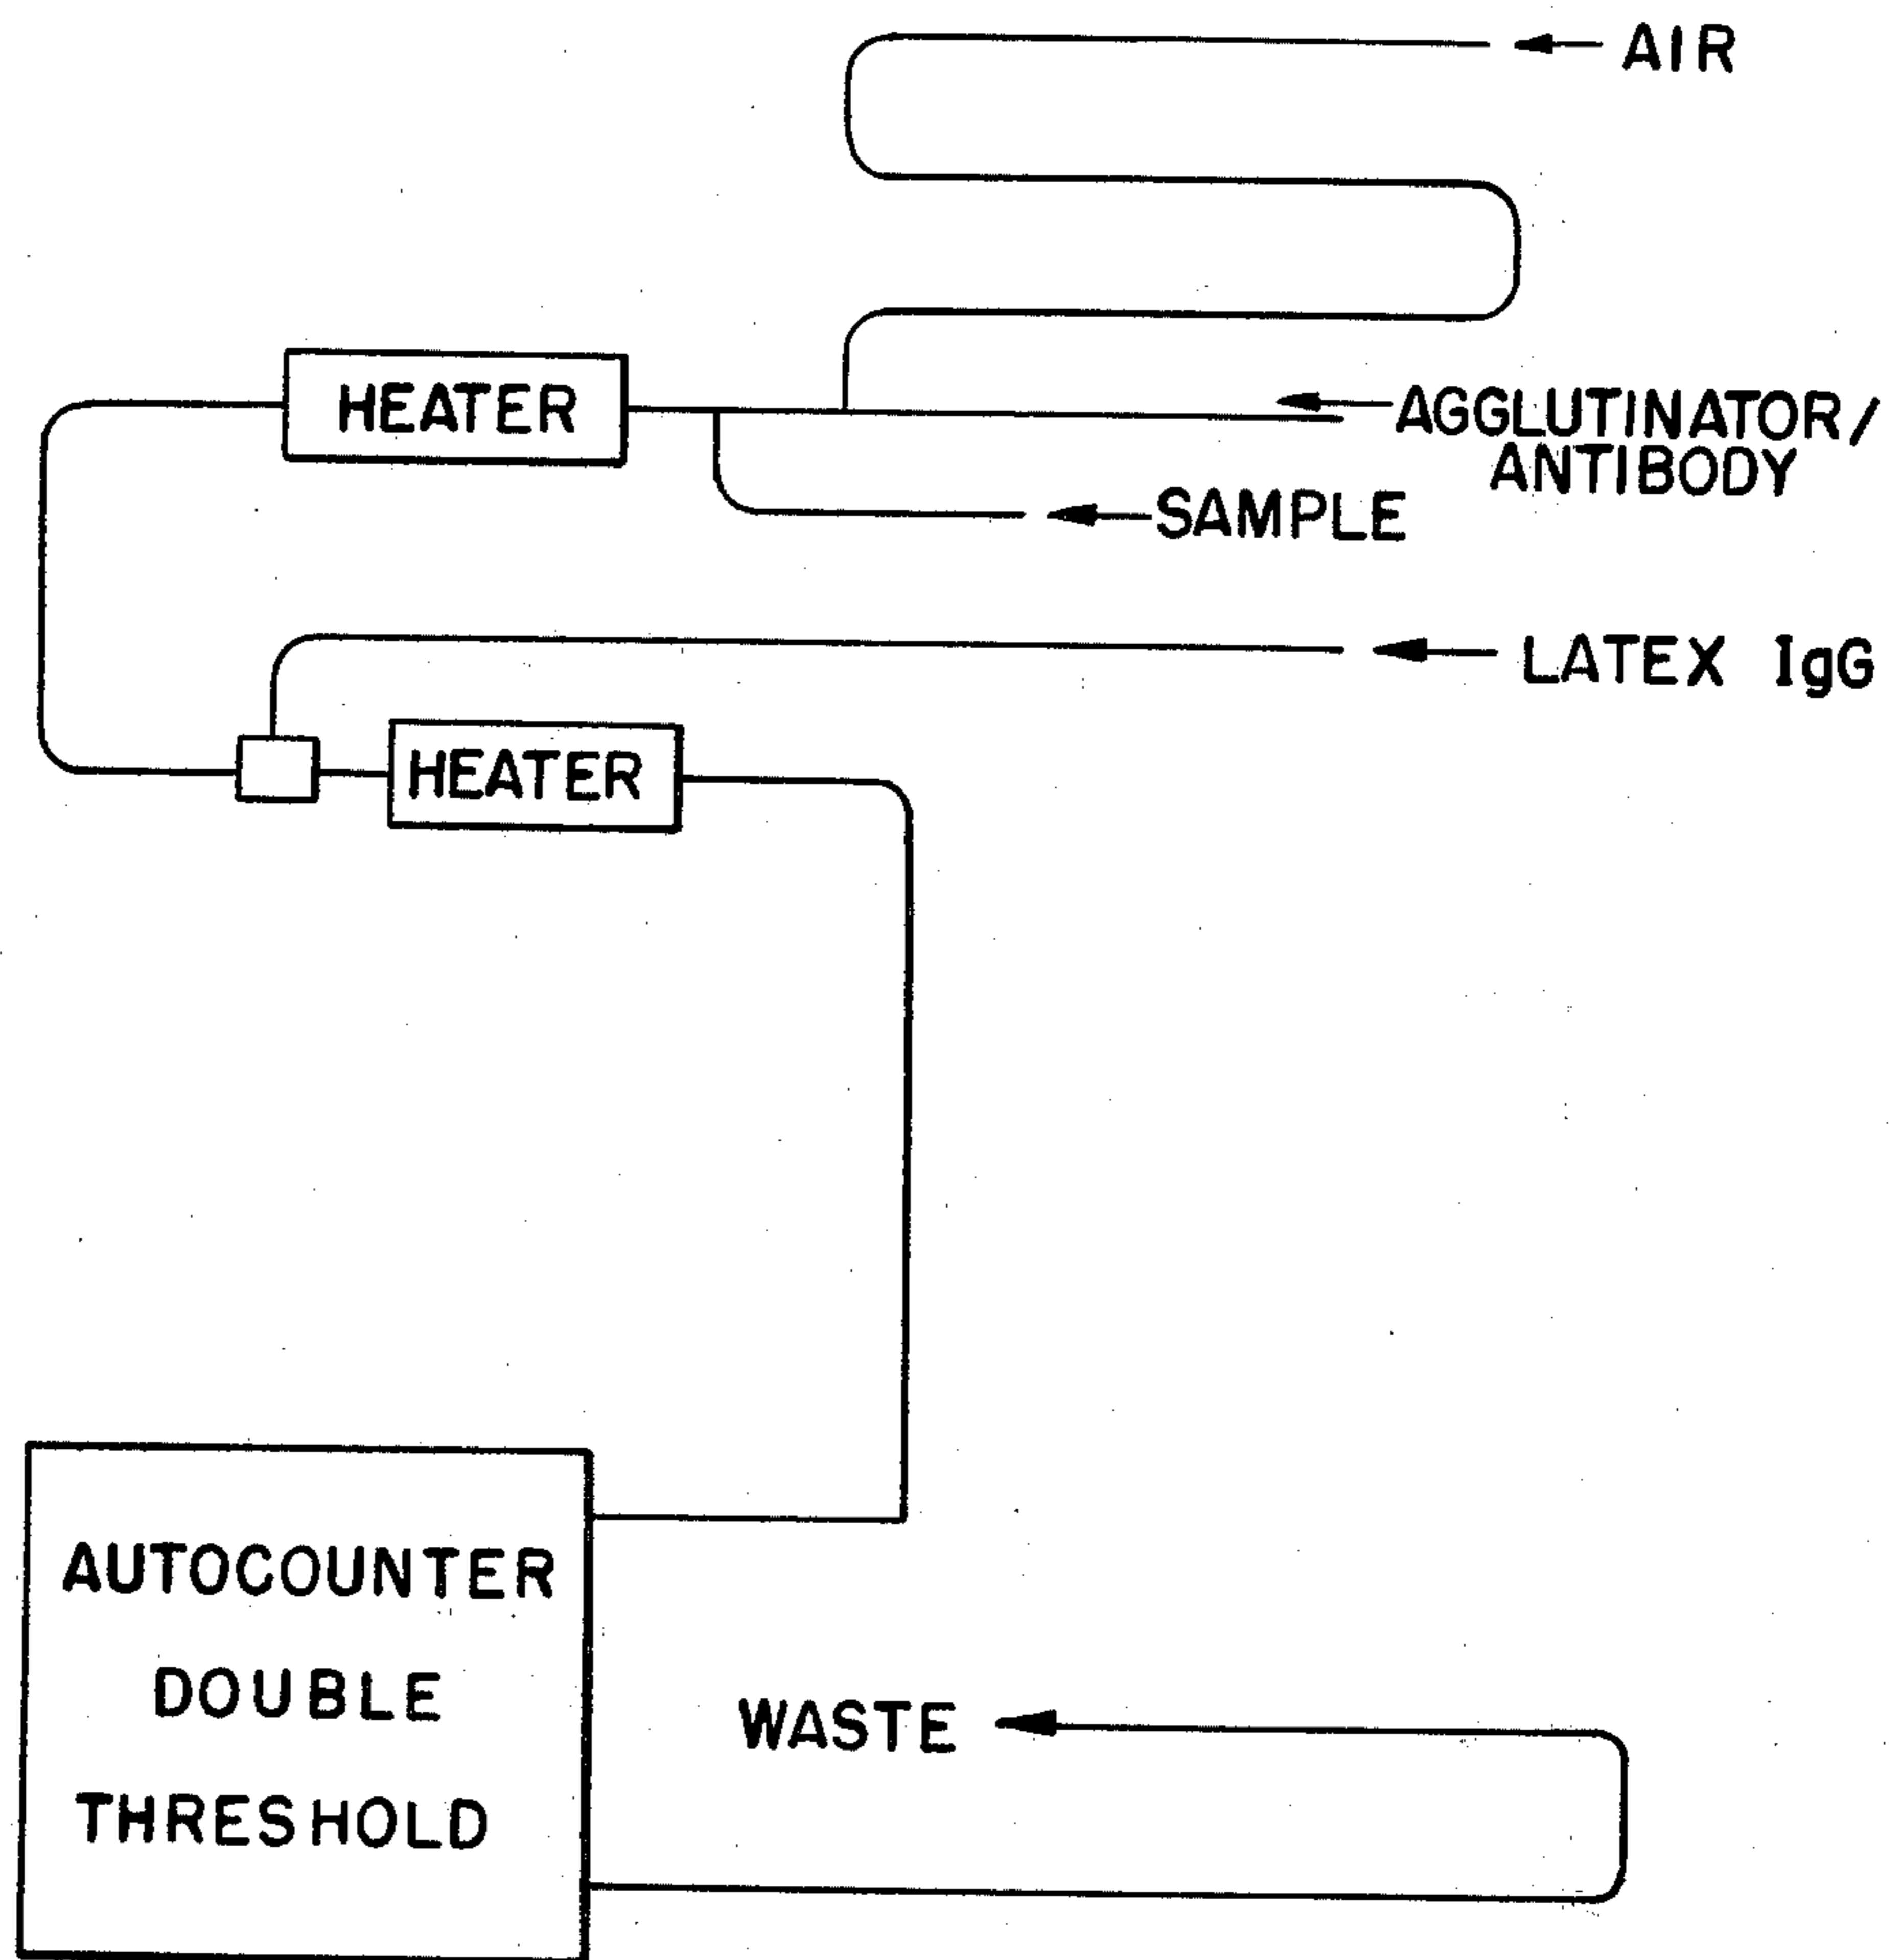 AIR
HEATER
AGGLUTINATOR/
ANTIBODY
SAMPLE
LATEX IgG
HEATER
AUTOCOUNTER
DOUBLE
THRESHOLD
WASTE